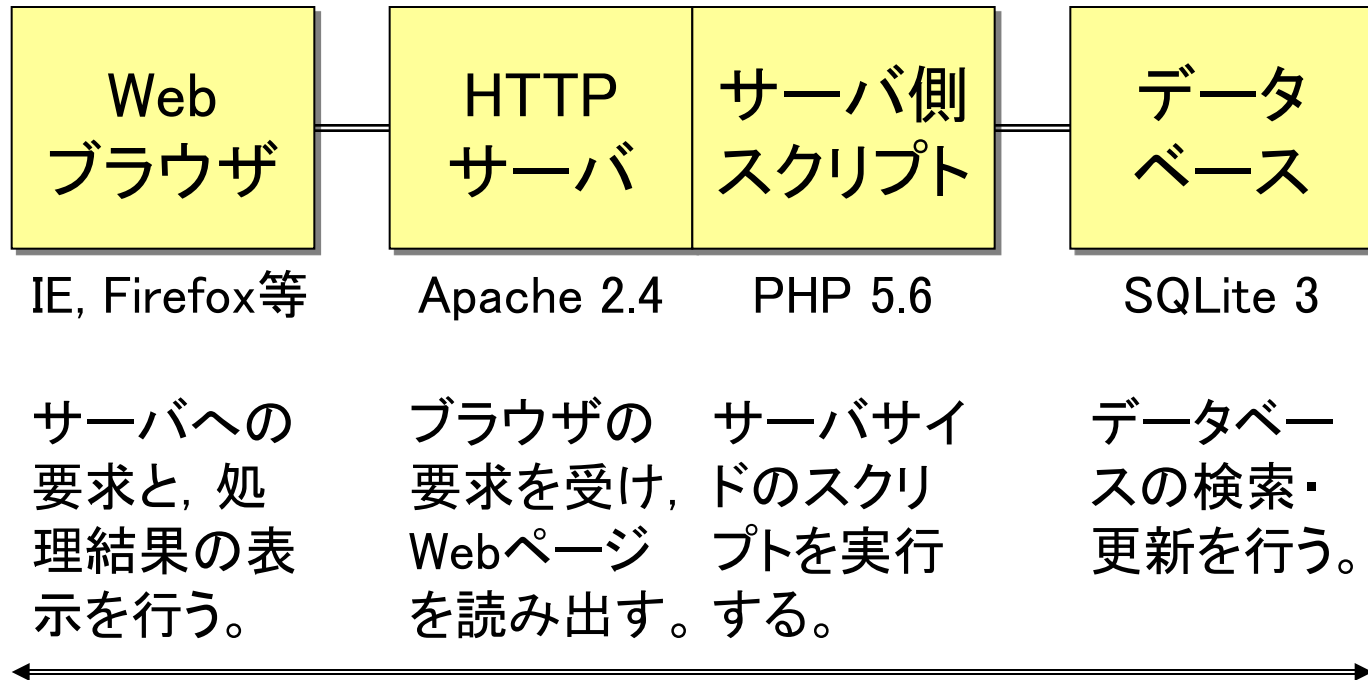 Web
ブラウザ
HTTP
サーバ
サーバ側
スクリプト
データ
ベース
IE, Firefox等
Apache 2.4
PHP 5.6
SQLite 3
サーバへの
要求と, 処
理結果の表
示を行う。
ブラウザの
要求を受け,
Webページ
を読み出す。
サーバサイ
ドのスクリ
プトを実行
する。
データベー
スの検索・
更新を行う。